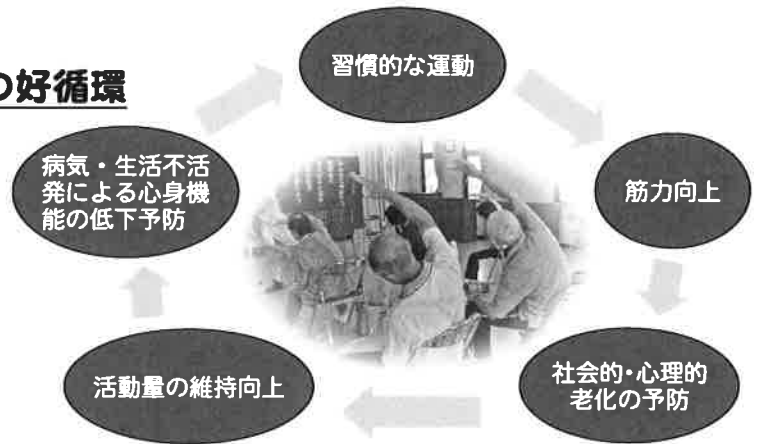 の好循環
習慣的な運動
筋力向上
社会的・心理的
老化の予防
活動量の維持向上
病気・生活不活
発による心身機
能の低下予防